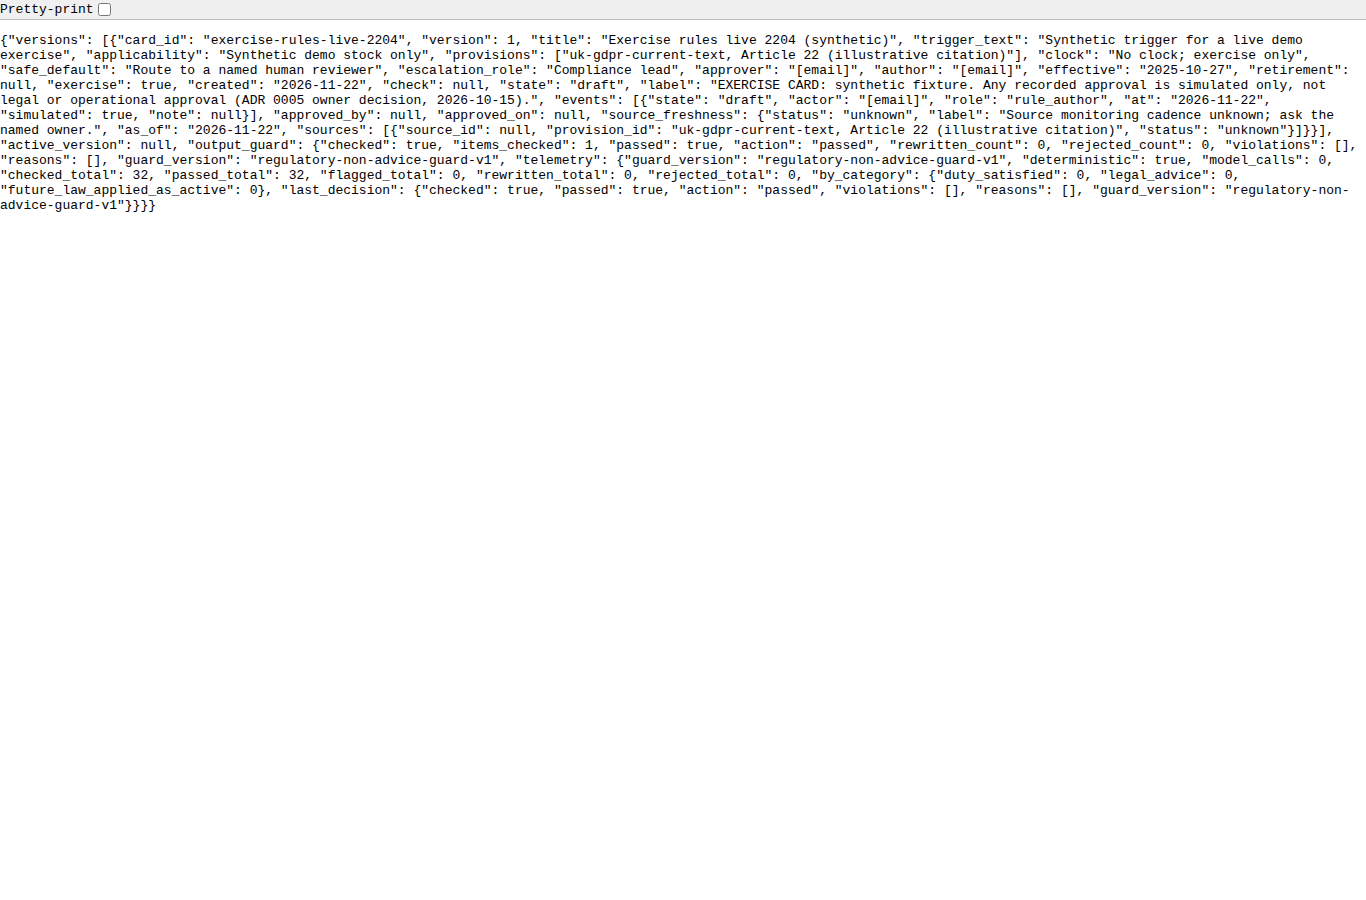 Pretty-print
{"versions": [{"card_id": "exercise-rules-live-2204", "version": 1, "title": "Exercise rules live 2204 (synthetic)", "trigger_text": "Synthetic trigger for a live demo
exercise", "applicability": "Synthetic demo stock only", "provisions": ["uk-gdpr-current-text, Article 22 (illustrative citation)"], "clock": "No clock; exercise only",
"safe_default": "Route to a named human reviewer", "escalation_role": "Compliance lead", "approver": "[email]", "author": "[email]", "effective": "2025-10-27", "retirement":
null, "exercise": true, "created": "2026-11-22", "check": null, "state": "draft", "label": "EXERCISE CARD: synthetic fixture. Any recorded approval is simulated only, not
legal or operational approval (ADR 0005 owner decision, 2026-10-15).", "events": [{"state": "draft", "actor": "[email]", "role": "rule_author", "at": "2026-11-22",
"simulated": true, "note": null}], "approved_by": null, "approved_on": null, "source_freshness": {"status": "unknown", "label": "Source monitoring cadence unknown; ask the
named owner.", "as_of": "2026-11-22", "sources": [{"source_id": null, "provision_id": "uk-gdpr-current-text, Article 22 (illustrative citation)", "status": "unknown"}]}}],
"active_version": null, "output_guard": {"checked": true, "items_checked": 1, "passed": true, "action": "passed", "rewritten_count": 0, "rejected_count": 0, "violations": [],
"reasons": [], "guard_version": "regulatory-non-advice-guard-v1", "telemetry": {"guard_version": "regulatory-non-advice-guard-v1", "deterministic": true, "model_calls": 0,
"checked_total": 32, "passed_total": 32, "flagged_total": 0, "rewritten_total": 0, "rejected_total": 0, "by_category": {"duty_satisfied": 0, "legal_advice": 0,
"future_law_applied_as_active": 0}, "last_decision": {"checked": true, "passed": true, "action": "passed", "violations": [], "reasons": [], "guard_version": "regulatory-non-
advice-guard-v1"}}}}